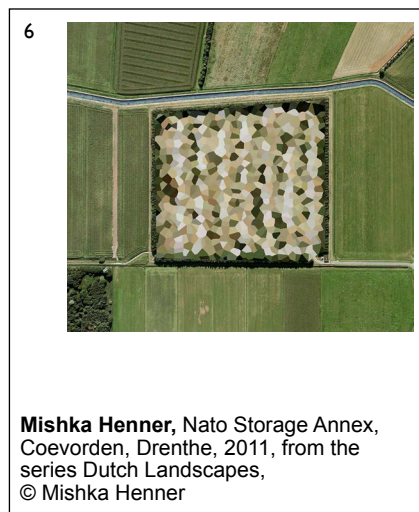 6
Mishka Henner, Nato Storage Annex,
Coevorden, Drenthe, 2011, from the
series Dutch Landscapes,
© Mishka Henner